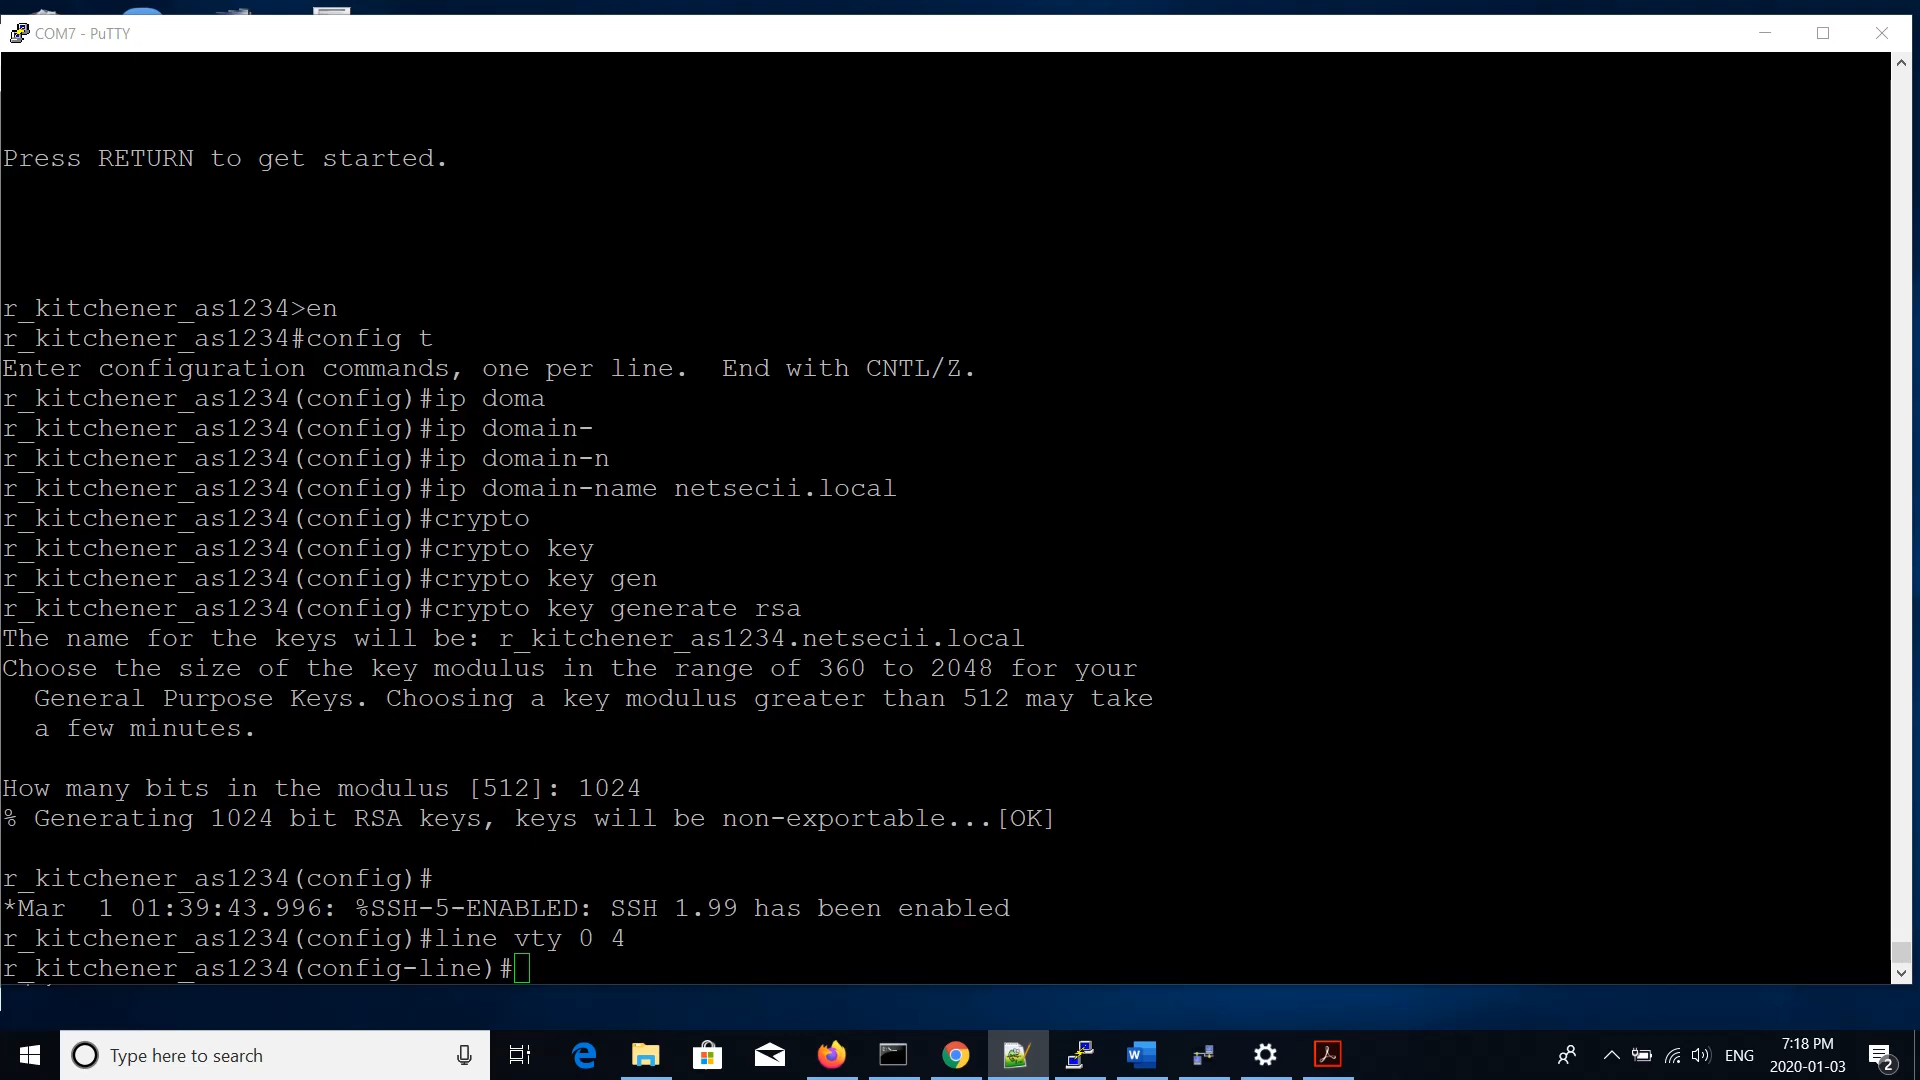 COM7 - PuTTY
Press RETURN to get started.
r_kitchener_as1234>en
r_kitchener_as1234#config t
Enter configuration commands, one per line.  End with CNTL/Z.
r_kitchener_as1234(config)#ip doma
r_kitchener_as1234(config)#ip domain-
r_kitchener_as1234(config)#ip domain-n
r_kitchener_as1234(config)#ip domain-name netsecii.local
r_kitchener_as1234(config)#crypto
r_kitchener_as1234(config)#crypto key
r_kitchener_as1234(config)#crypto key gen
r_kitchener_as1234(config)#crypto key generate rsa
The name for the keys will be: r_kitchener_as1234.netsecii.local
Choose the size of the key modulus in the range of 360 to 2048 for your
  General Purpose Keys. Choosing a key modulus greater than 512 may take
  a few minutes.
How many bits in the modulus [512]: 1024
% Generating 1024 bit RSA keys, keys will be non-exportable...[OK]
r_kitchener_as1234(config)#
*Mar  1 01:39:43.996: %SSH-5-ENABLED: SSH 1.99 has been enabled
r_kitchener_as1234(config)#line vty 0 4
r_kitchener_as1234(config-line)#
Type here to search
ENG
7:18 PM
2020-01-03
2